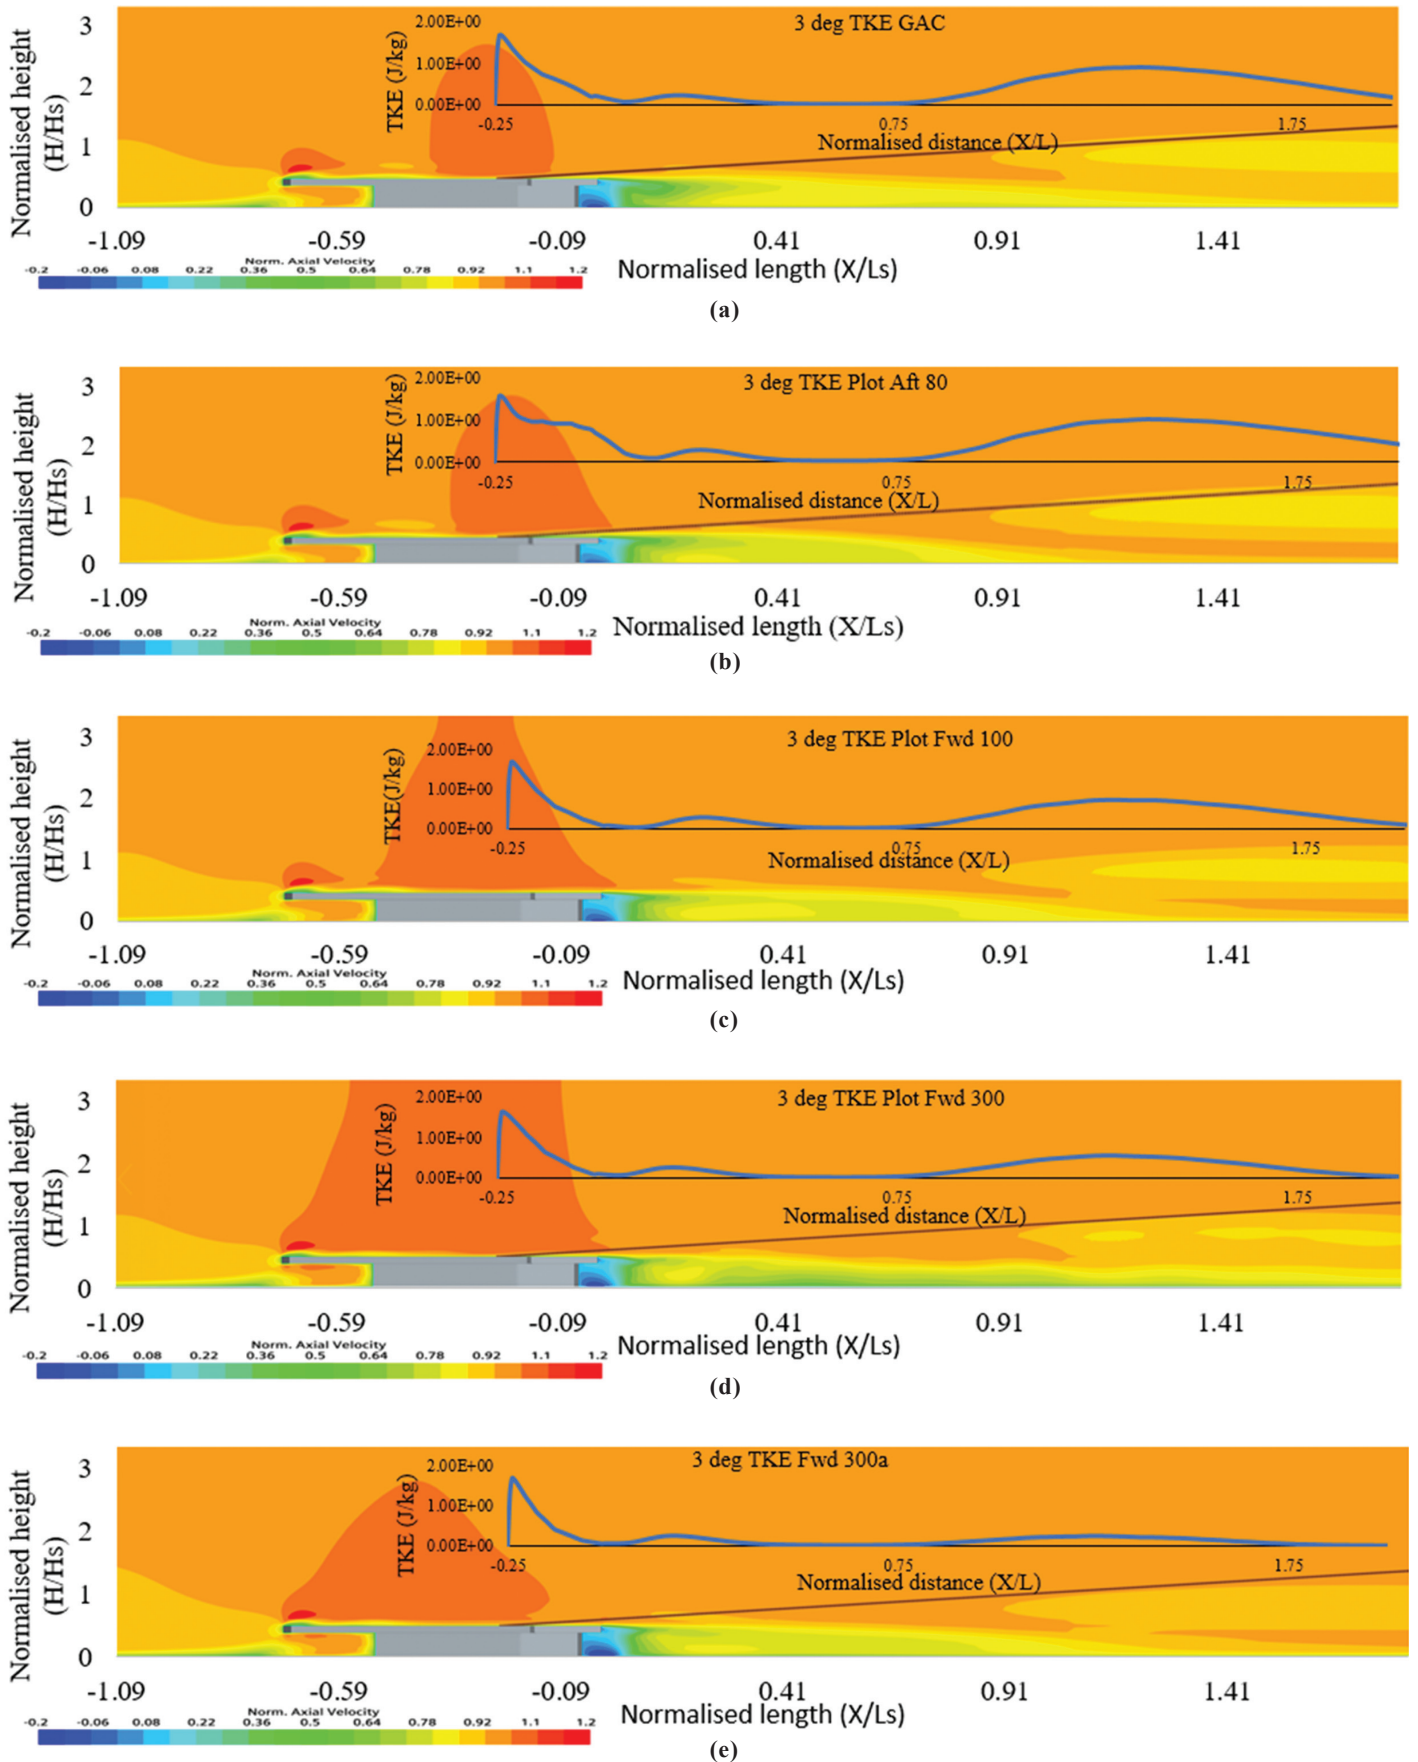 3 deg TKE GAC
2.00E+00
1.00E+00
0.00E+00
TKE (J/kg)
-0.25 0.75 1.75
Normalised distance (X/L)
Normalised height
(H/Hs)
3
2
1
0
-1.09 -0.59 -0.09 0.41 0.91 1.41
Norm. Axial Velocity
-0.2 -0.06 0.08 0.22 0.36 0.5 0.64 0.78 0.92 1.1 1.2
Normalised length (X/Ls)
(a)
3 deg TKE Plot Aft 80
2.00E+00
1.00E+00
0.00E+00
TKE (J/kg)
-0.25 0.75 1.75
Normalised distance (X/L)
Normalised height
(H/Hs)
3
2
1
0
-1.09 -0.59 -0.09 0.41 0.91 1.41
Norm. Axial Velocity
-0.2 -0.06 0.08 0.22 0.36 0.5 0.64 0.78 0.92 1.1 1.2
Normalised length (X/Ls)
(b)
3 deg TKE Plot Fwd 100
2.00E+00
1.00E+00
0.00E+00
TKE(J/kg)
-0.25 0.75 1.75
Normalised distance (X/L)
Normalised height
(H/Hs)
3
2
1
0
-1.09 -0.59 -0.09 0.41 0.91 1.41
Norm. Axial Velocity
-0.2 -0.06 0.08 0.22 0.36 0.5 0.64 0.78 0.92 1.1 1.2
Normalised length (X/Ls)
(c)
3 deg TKE Plot Fwd 300
2.00E+00
1.00E+00
0.00E+00
TKE (J/kg)
-0.25 0.75 1.75
Normalised distance (X/L)
Normalised height
(H/Hs)
3
2
1
0
-1.09 -0.59 -0.09 0.41 0.91 1.41
Norm. Axial Velocity
-0.2 -0.06 0.08 0.22 0.36 0.5 0.64 0.78 0.92 1.1 1.2
Normalised length (X/Ls)
(d)
3 deg TKE Fwd 300a
2.00E+00
1.00E+00
0.00E+00
TKE (J/kg)
-0.25 0.75 1.75
Normalised distance (X/L)
Normalised height
(H/Hs)
3
2
1
0
-1.09 -0.59 -0.09 0.41 0.91 1.41
Norm. Axial Velocity
-0.2 -0.06 0.08 0.22 0.36 0.5 0.64 0.78 0.92 1.1 1.2
Normalised length (X/Ls)
(e)